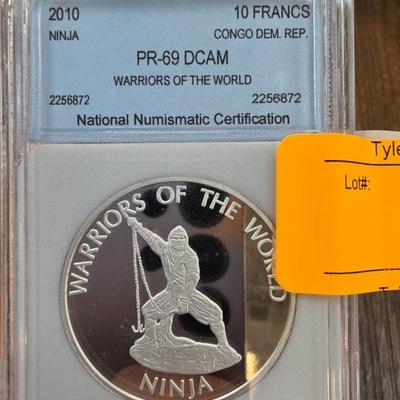 2010 10 FRANCS
NINJA CONGO DEM. REP.
PR-69 DCAM
WARRIORS OF THE WORLD
2256872 2256872
National Numismatic Certification
Tyle
Lot#:
WARRIORS OF THE WORLD
NINJA